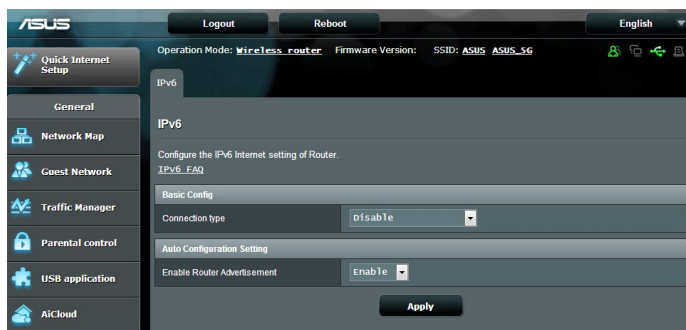 ASUS
Logout
Reboot
English
Quick Internet
Setup
Operation Mode: Wireless router Firmware Version: SSID: ASUS ASUS_5G
IPv6
General
Network Map
Guest Network
Traffic Manager
Parental control
USB application
AiCloud
IPv6
Configure the IPv6 Internet setting of Router.
IPv6 FAQ
Basic Config
Connection type Disable
Auto Configuration Setting
Enable Router Advertisement Enable
Apply